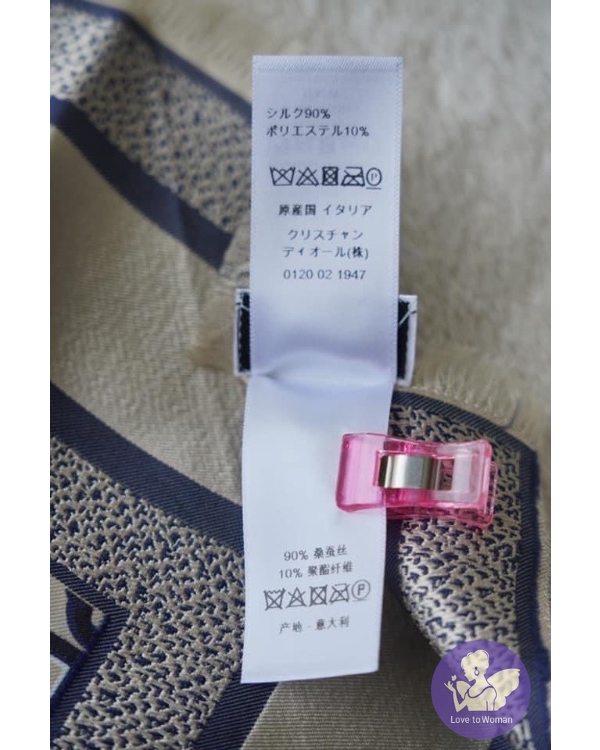 シルク90%
ポリエステル10%
P
原産国 イタリア
クリスチャン
ディオール(株)
0120 02 1947
90% 桑蚕丝
10% 聚酯纤维
P
产地 · 意大利
Love to Woman